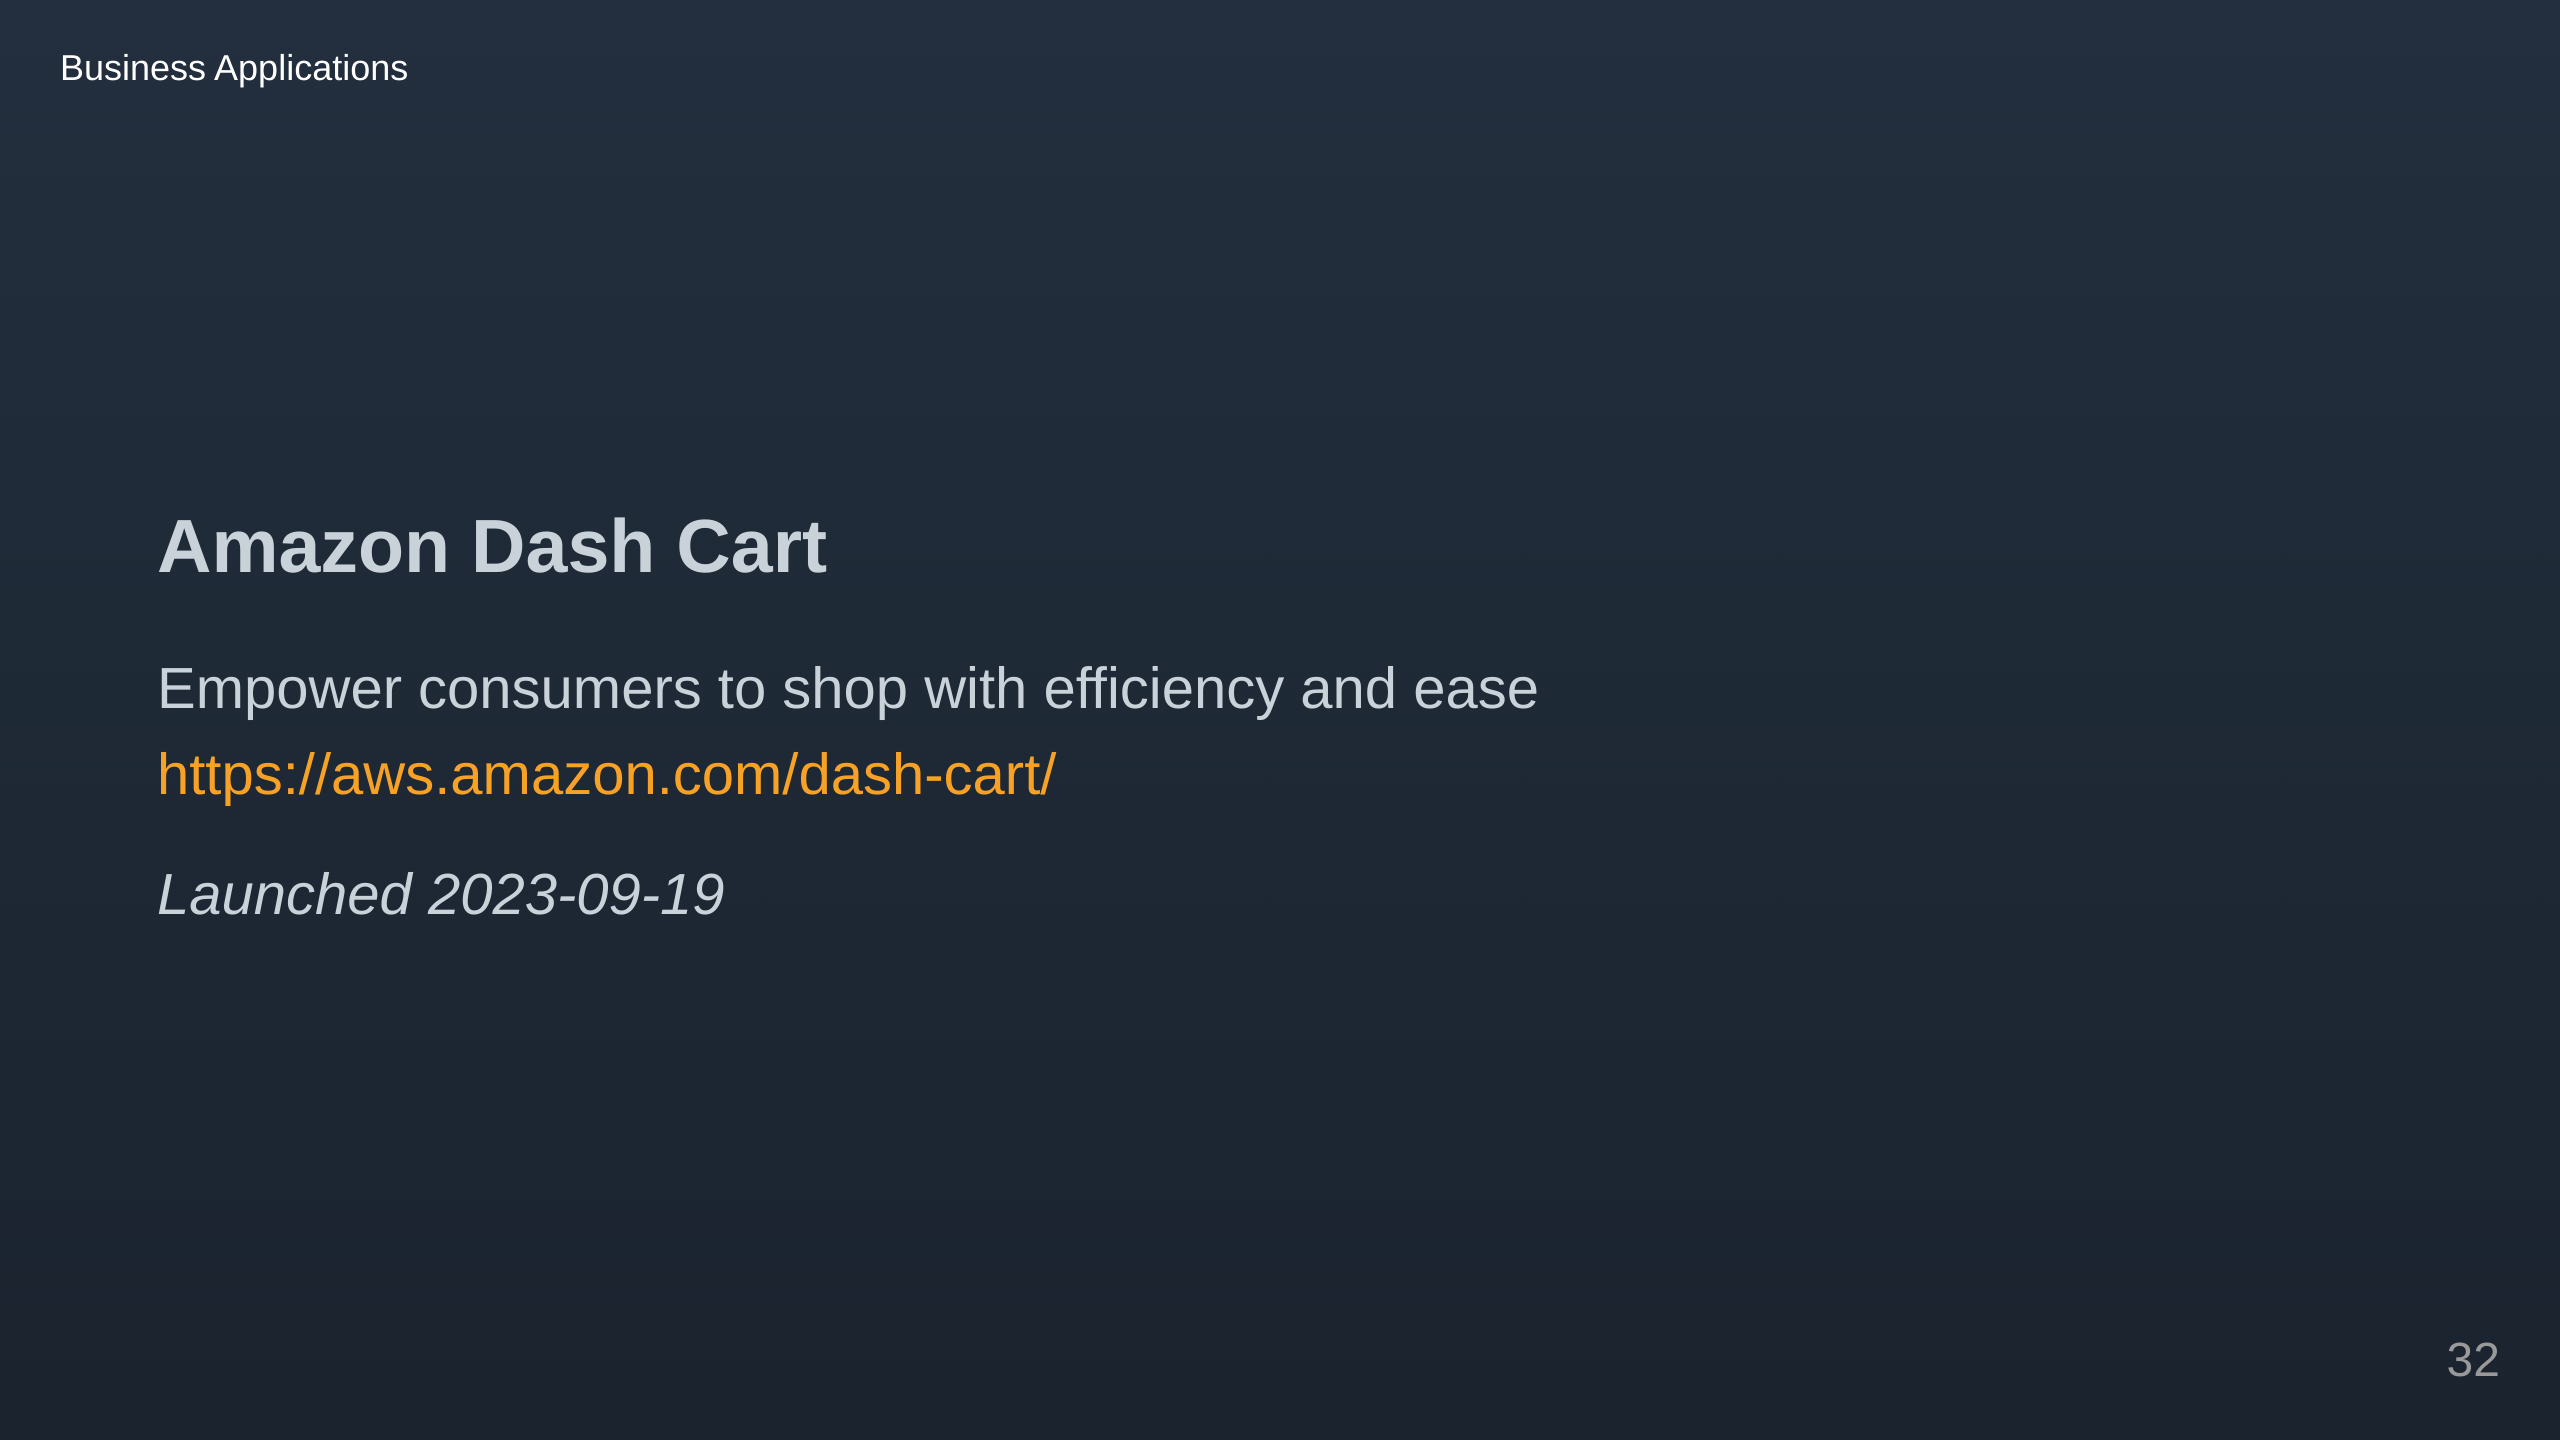 Business Applications
Amazon Dash Cart
Empower consumers to shop with efficiency and ease
https://aws.amazon.com/dash-cart/
Launched 2023-09-19
32